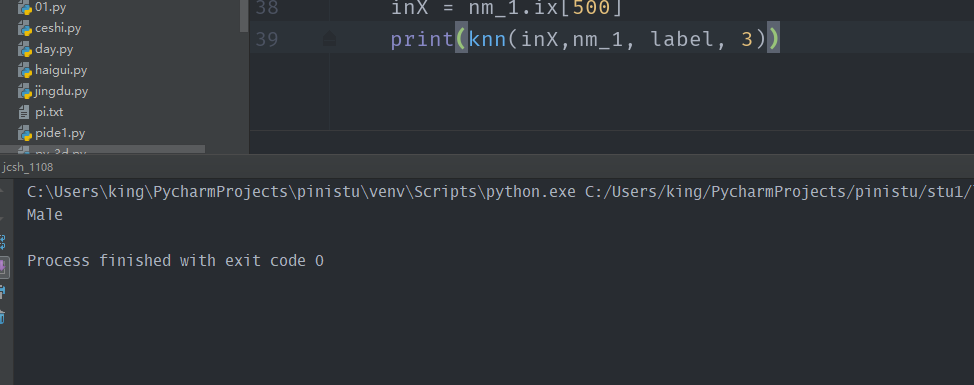 01.py
ceshi.py
day.py
haigui.py
jingdu.py
pi.txt
pide1.py
38 inX = nm_1.ix[500]
39 print(knn(inX,nm_1, label, 3))
jcsh_1108
C:\Users\king\PycharmProjects\pinistu\venv\Scripts\python.exe C:/Users/king/PycharmProjects/pinistu/stu1/
Male
Process finished with exit code 0